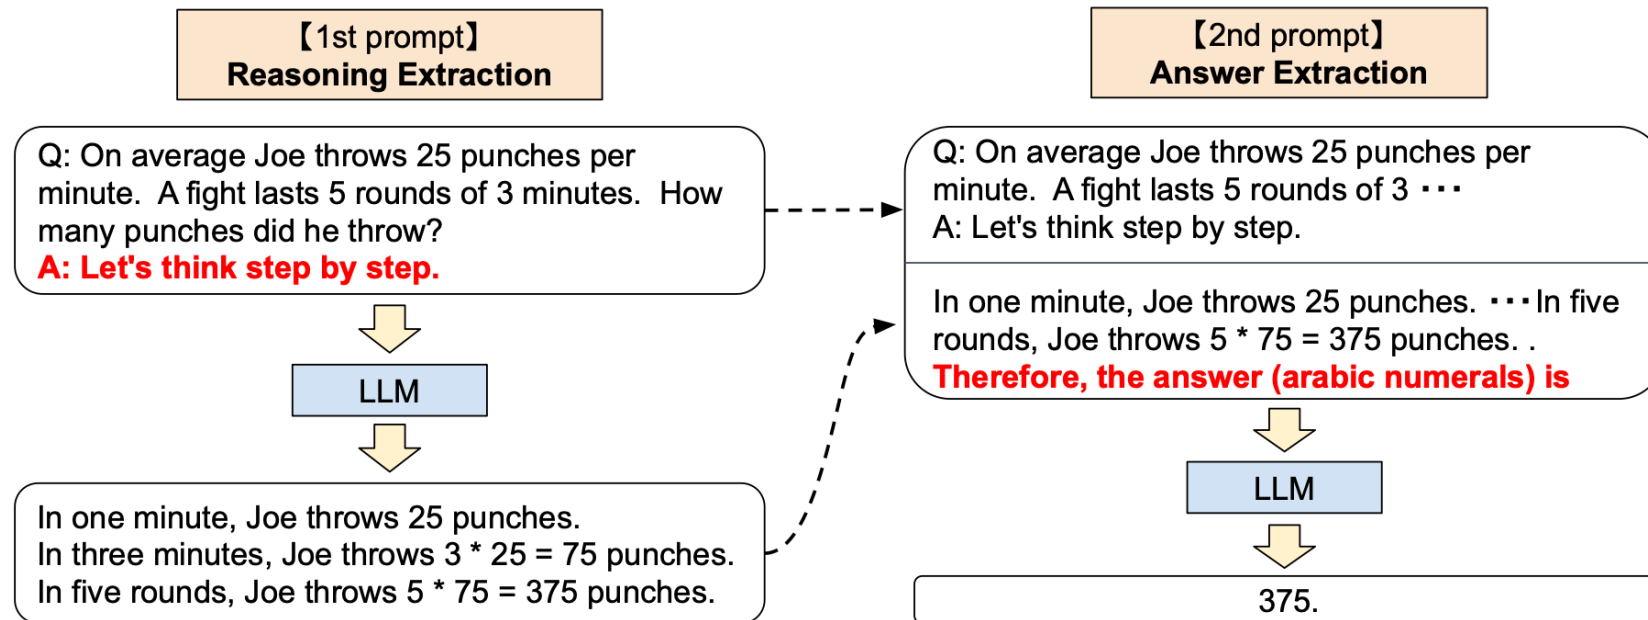 【1st prompt】
Reasoning Extraction
Q: On average Joe throws 25 punches per
minute.  A fight lasts 5 rounds of 3 minutes.  How
many punches did he throw?
A: Let's think step by step.
LLM
In one minute, Joe throws 25 punches.
In three minutes, Joe throws 3 * 25 = 75 punches.
In five rounds, Joe throws 5 * 75 = 375 punches.
【2nd prompt】
Answer Extraction
Q: On average Joe throws 25 punches per
minute.  A fight lasts 5 rounds of 3 ･･･
A: Let's think step by step.
In one minute, Joe throws 25 punches. ･･･In five
rounds, Joe throws 5 * 75 = 375 punches. .
Therefore, the answer (arabic numerals) is
LLM
375.